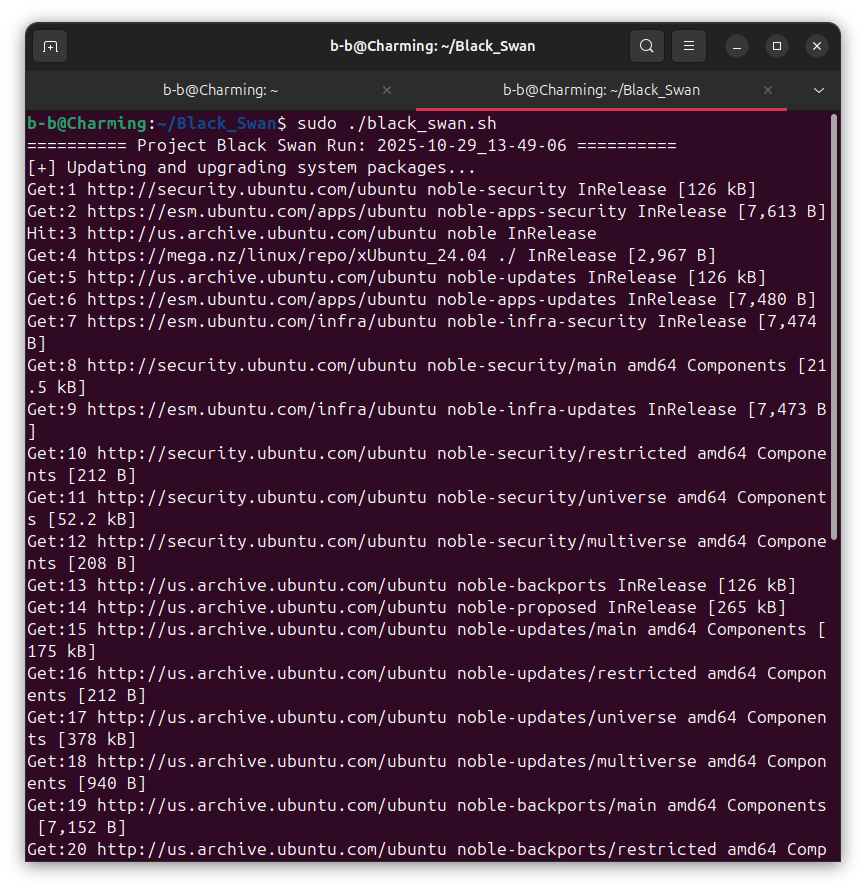 b-b@Charming: ~/Black_Swan
b-b@Charming: ~
b-b@Charming: ~/Black_Swan
b-b@Charming:~/Black_Swan$ sudo ./black_swan.sh
========== Project Black Swan Run: 2025-10-29_13-49-06 ==========
[+] Updating and upgrading system packages...
Get:1 http://security.ubuntu.com/ubuntu noble-security InRelease [126 kB]
Get:2 https://esm.ubuntu.com/apps/ubuntu noble-apps-security InRelease [7,613 B]
Hit:3 http://us.archive.ubuntu.com/ubuntu noble InRelease
Get:4 https://mega.nz/linux/repo/xUbuntu_24.04 ./ InRelease [2,967 B]
Get:5 http://us.archive.ubuntu.com/ubuntu noble-updates InRelease [126 kB]
Get:6 https://esm.ubuntu.com/apps/ubuntu noble-apps-updates InRelease [7,480 B]
Get:7 https://esm.ubuntu.com/infra/ubuntu noble-infra-security InRelease [7,474
B]
Get:8 http://security.ubuntu.com/ubuntu noble-security/main amd64 Components [21
.5 kB]
Get:9 https://esm.ubuntu.com/infra/ubuntu noble-infra-updates InRelease [7,473 B
]
Get:10 http://security.ubuntu.com/ubuntu noble-security/restricted amd64 Compone
nts [212 B]
Get:11 http://security.ubuntu.com/ubuntu noble-security/universe amd64 Component
s [52.2 kB]
Get:12 http://security.ubuntu.com/ubuntu noble-security/multiverse amd64 Compone
nts [208 B]
Get:13 http://us.archive.ubuntu.com/ubuntu noble-backports InRelease [126 kB]
Get:14 http://us.archive.ubuntu.com/ubuntu noble-proposed InRelease [265 kB]
Get:15 http://us.archive.ubuntu.com/ubuntu noble-updates/main amd64 Components [
175 kB]
Get:16 http://us.archive.ubuntu.com/ubuntu noble-updates/restricted amd64 Compon
ents [212 B]
Get:17 http://us.archive.ubuntu.com/ubuntu noble-updates/universe amd64 Componen
ts [378 kB]
Get:18 http://us.archive.ubuntu.com/ubuntu noble-updates/multiverse amd64 Compon
ents [940 B]
Get:19 http://us.archive.ubuntu.com/ubuntu noble-backports/main amd64 Components
 [7,152 B]
Get:20 http://us.archive.ubuntu.com/ubuntu noble-backports/restricted amd64 Comp